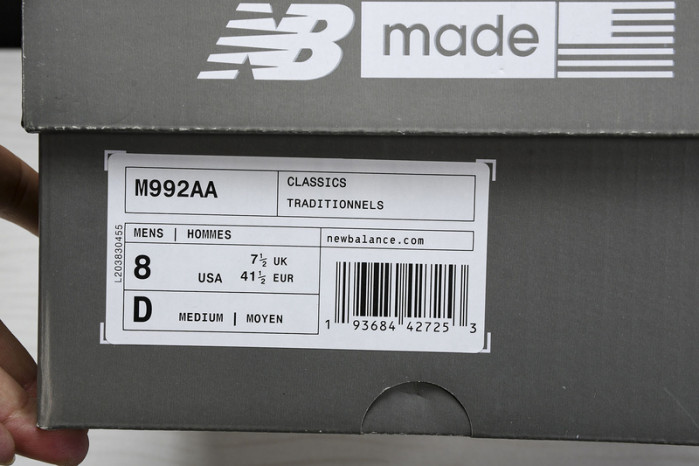 NB made
M992AA
CLASSICS
TRADITIONNELS
MENS | HOMMES
newbalance.com
8 USA
7½ UK
41½ EUR
D MEDIUM | MOYEN
1 93684 42725 3
L203830455